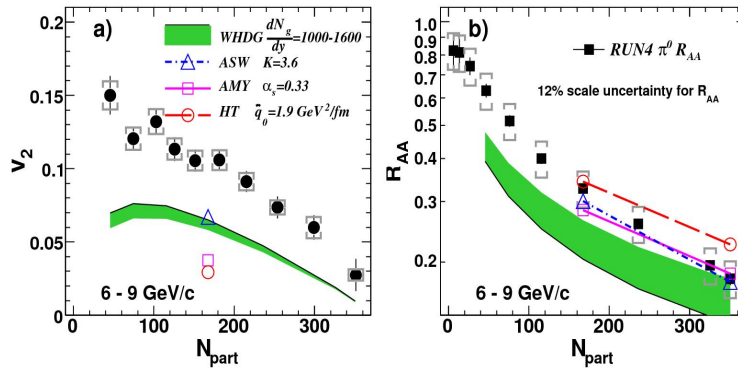 a)
WHDG dN_g/dy =1000-1600
ASW K=3.6
AMY α_s=0.33
HT q̂_0=1.9 GeV²/fm
V_2
0.15
0.1
0.05
0
6 - 9 GeV/c
0 100 200 300
N_part
b)
RUN4 π⁰ R_AA
12% scale uncertainty for R_AA
R_AA
1.0
0.9
0.8
0.7
0.6
0.5
0.4
0.3
0.2
6 - 9 GeV/c
0 100 200 300
N_part